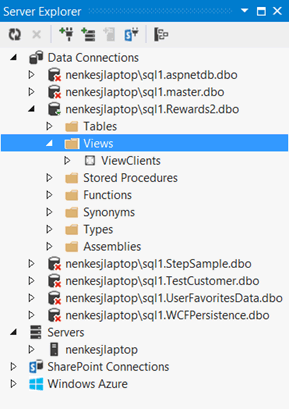 Server Explorer
Data Connections
nenkesjlaptop\sql1.aspnetdb.dbo
nenkesjlaptop\sql1.master.dbo
nenkesjlaptop\sql1.Rewards2.dbo
Tables
Views
ViewClients
Stored Procedures
Functions
Synonyms
Types
Assemblies
nenkesjlaptop\sql1.StepSample.dbo
nenkesjlaptop\sql1.TestCustomer.dbo
nenkesjlaptop\sql1.UserFavoritesData.dbo
nenkesjlaptop\sql1.WCFPersistence.dbo
Servers
nenkesjlaptop
SharePoint Connections
Windows Azure